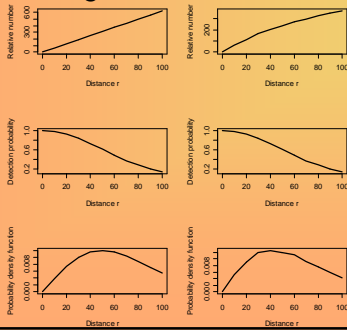 Relative number
0 300 600
0 20 40 60 80 100
Distance r
Relative number
0 200
0 20 40 60 80 100
Distance r
Detection probability
0.2 0.6 1.0
0 20 40 60 80 100
Distance r
Detection probability
0.2 0.6 1.0
0 20 40 60 80 100
Distance r
Probability density function
0.000 0.008
0 20 40 60 80 100
Distance r
Probability density function
0.000 0.008
0 20 40 60 80 100
Distance r